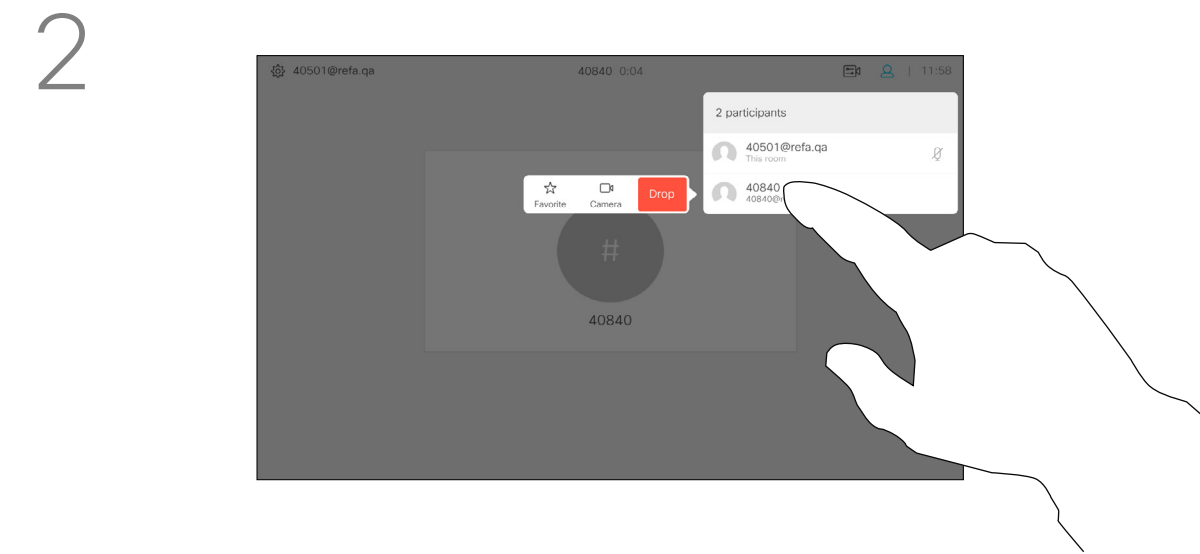 2
40501@refa.qa 40840 0:04 | 11:58
2 participants
40501@refa.qa
This room
40840
Favorite Camera Drop
#
40840